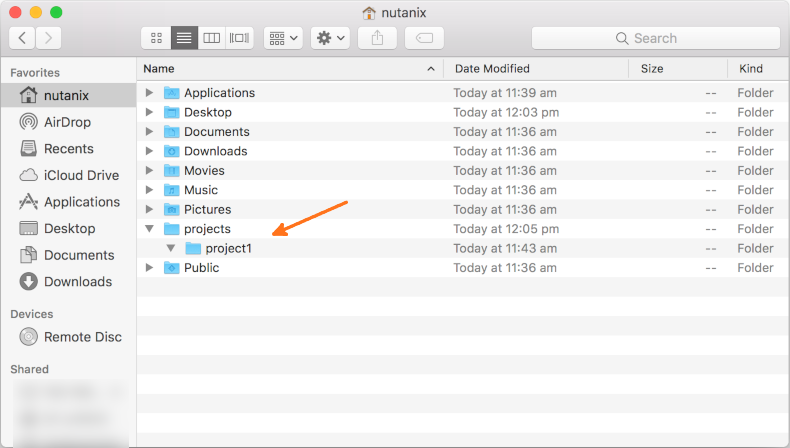 nutanix
Search
Favorites
nutanix
AirDrop
Recents
iCloud Drive
Applications
Desktop
Documents
Downloads
Devices
Remote Disc
Shared
Name Date Modified Size Kind
Applications Today at 11:39 am -- Folder
Desktop Today at 12:03 pm -- Folder
Documents Today at 11:36 am -- Folder
Downloads Today at 11:36 am -- Folder
Movies Today at 11:36 am -- Folder
Music Today at 11:36 am -- Folder
Pictures Today at 11:36 am -- Folder
projects Today at 12:05 pm -- Folder
project1 Today at 11:43 am -- Folder
Public Today at 11:36 am -- Folder